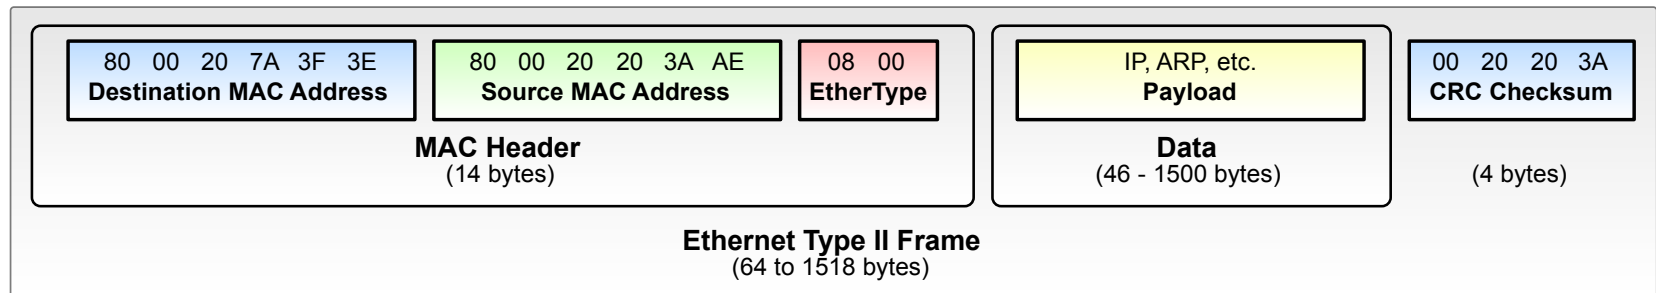 80 00 20 7A 3F 3E
Destination MAC Address
80 00 20 20 3A AE
Source MAC Address
08 00
EtherType
MAC Header
(14 bytes)
IP, ARP, etc.
Payload
Data
(46 - 1500 bytes)
00 20 20 3A
CRC Checksum
(4 bytes)
Ethernet Type II Frame
(64 to 1518 bytes)